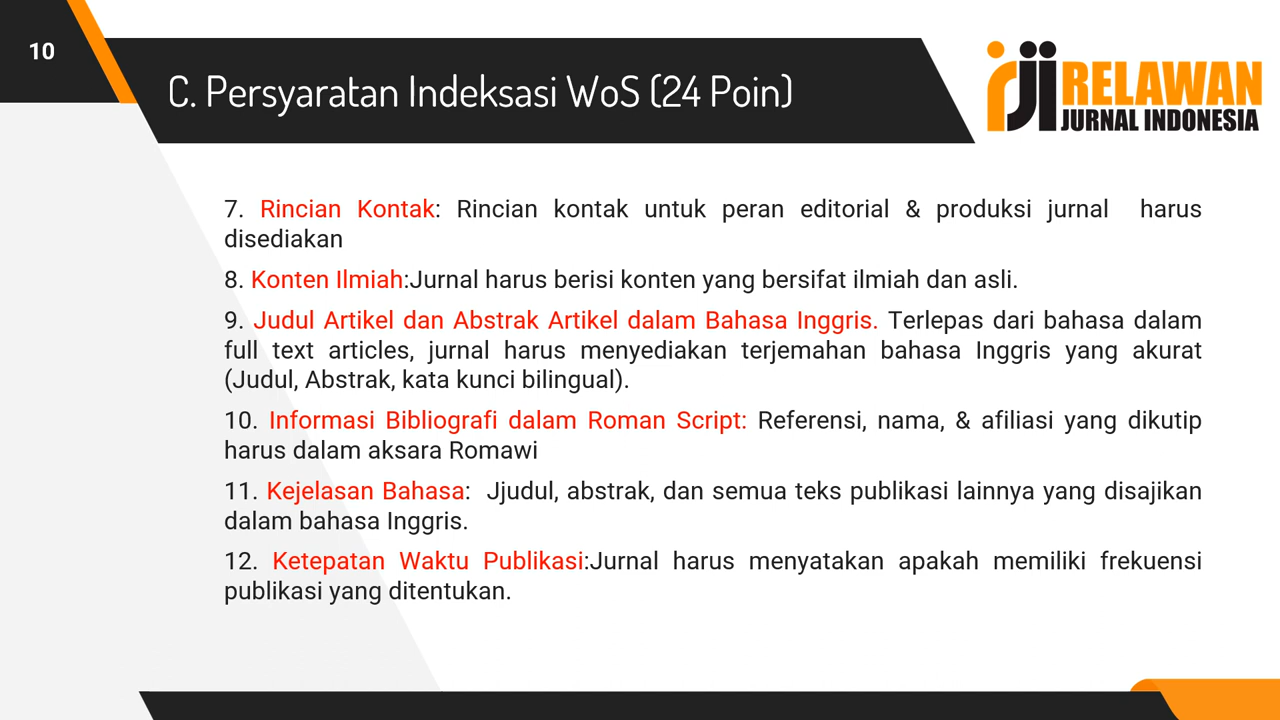 10
C. Persyaratan Indeksasi WoS (24 Poin)
RELAWAN
JURNAL INDONESIA
7. Rincian Kontak: Rincian kontak untuk peran editorial & produksi jurnal harus
disediakan
8. Konten Ilmiah:Jurnal harus berisi konten yang bersifat ilmiah dan asli.
9. Judul Artikel dan Abstrak Artikel dalam Bahasa Inggris. Terlepas dari bahasa dalam
full text articles, jurnal harus menyediakan terjemahan bahasa Inggris yang akurat
(Judul, Abstrak, kata kunci bilingual).
10. Informasi Bibliografi dalam Roman Script: Referensi, nama, & afiliasi yang dikutip
harus dalam aksara Romawi
11. Kejelasan Bahasa: Jjudul, abstrak, dan semua teks publikasi lainnya yang disajikan
dalam bahasa Inggris.
12. Ketepatan Waktu Publikasi:Jurnal harus menyatakan apakah memiliki frekuensi
publikasi yang ditentukan.